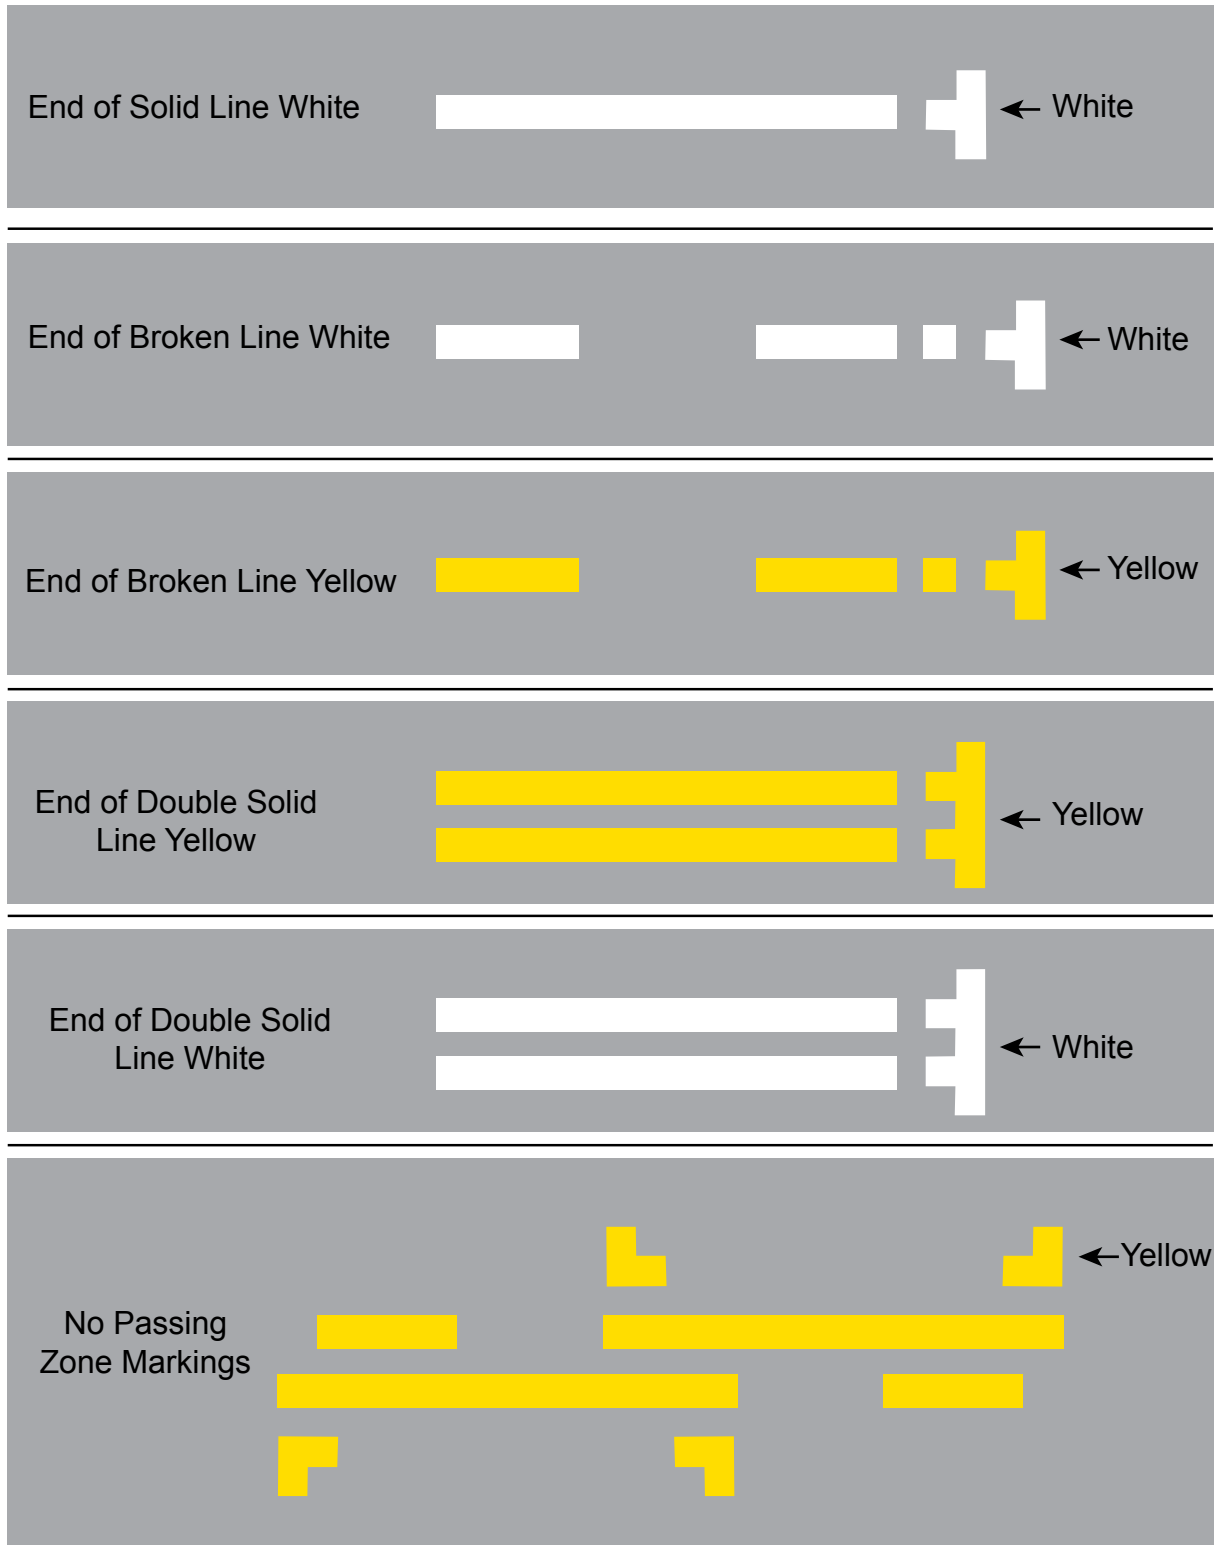 End of Solid Line White
White
End of Broken Line White
White
End of Broken Line Yellow
Yellow
End of Double Solid
Line Yellow
Yellow
End of Double Solid
Line White
White
Yellow
No Passing
Zone Markings